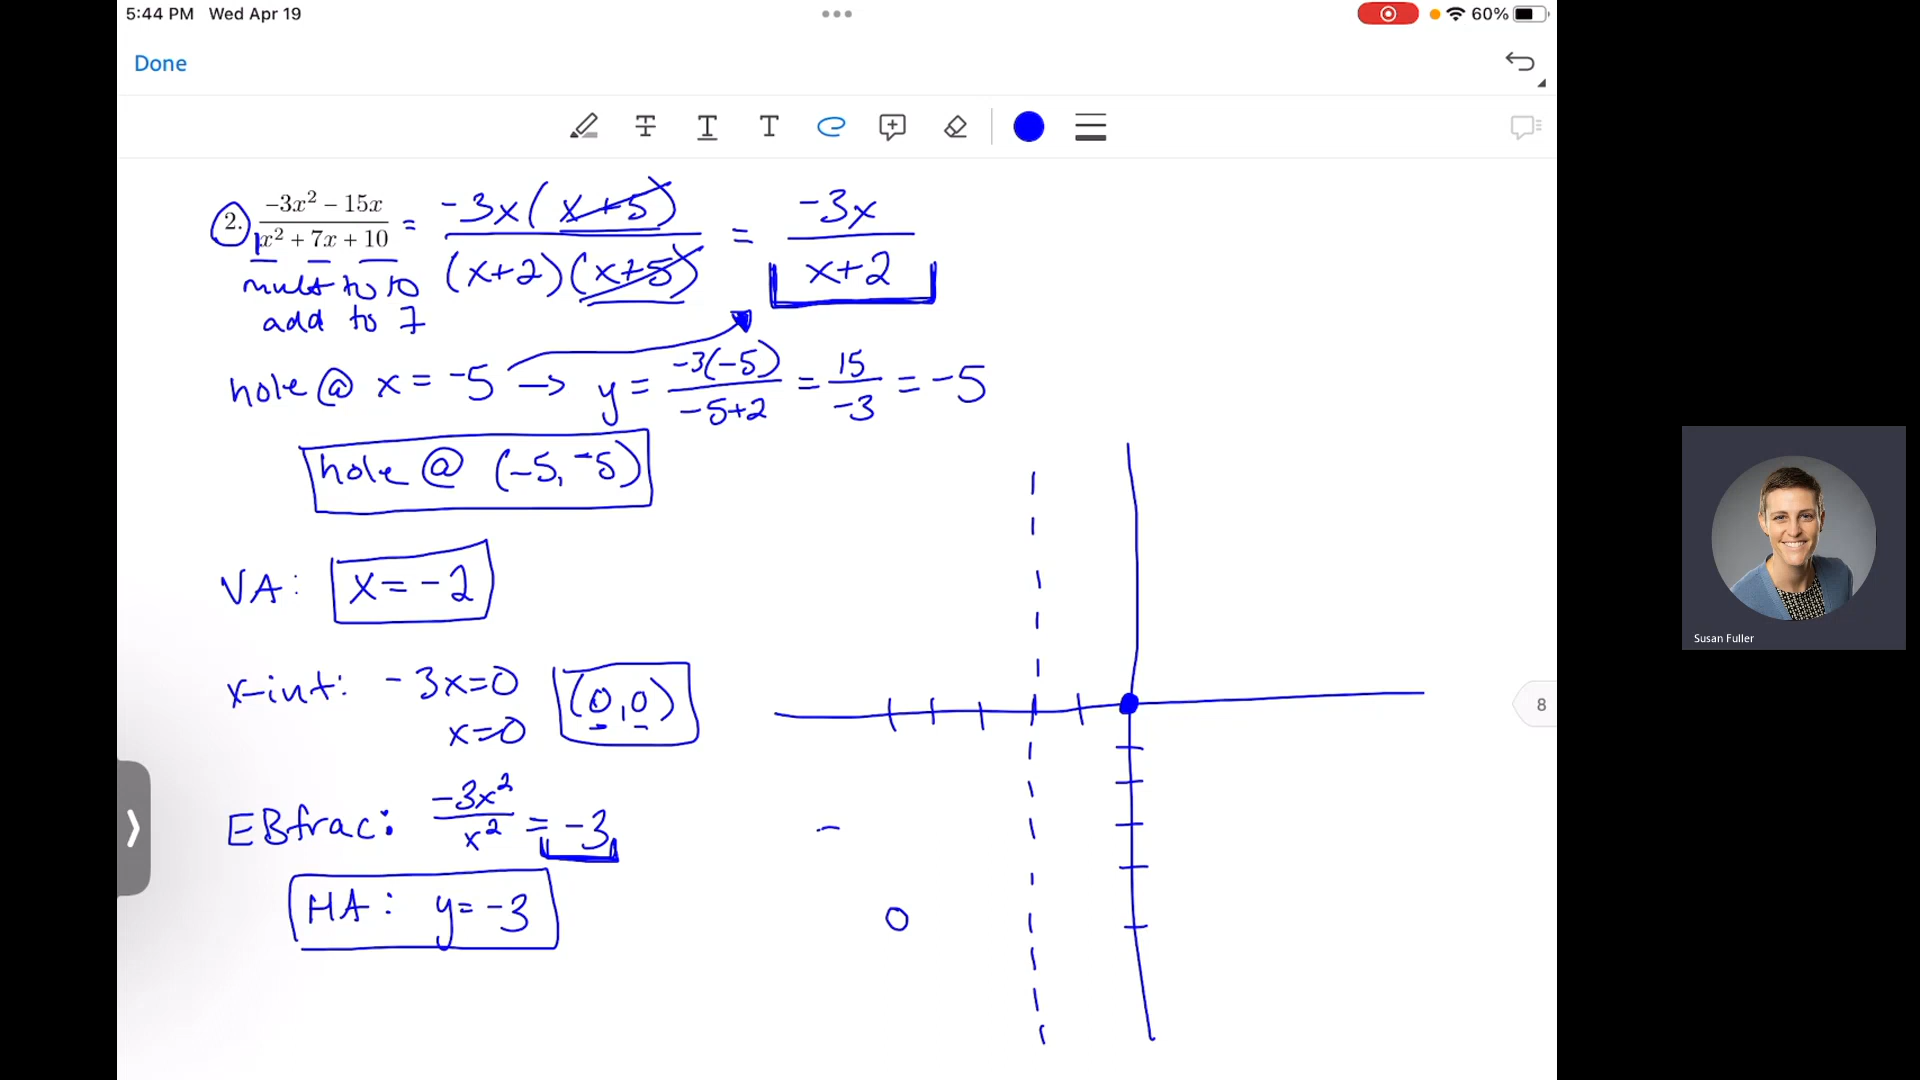 5:44 PM Wed Apr 19
60%
Done
2. -3x² - 15x / x² + 7x + 10 = -3x(x+5) / (x+2)(x+5) = -3x / x+2
mult to 10
add to 7
hole @ x = -5 → y = -3(-5) / -5+2 = 15 / -3 = -5
hole @ (-5, -5)
VA: x = -2
x-int: -3x=0 (0,0)
x=0
8
EBfrac: -3x² / x² = -3
HA: y = -3
Susan Fuller